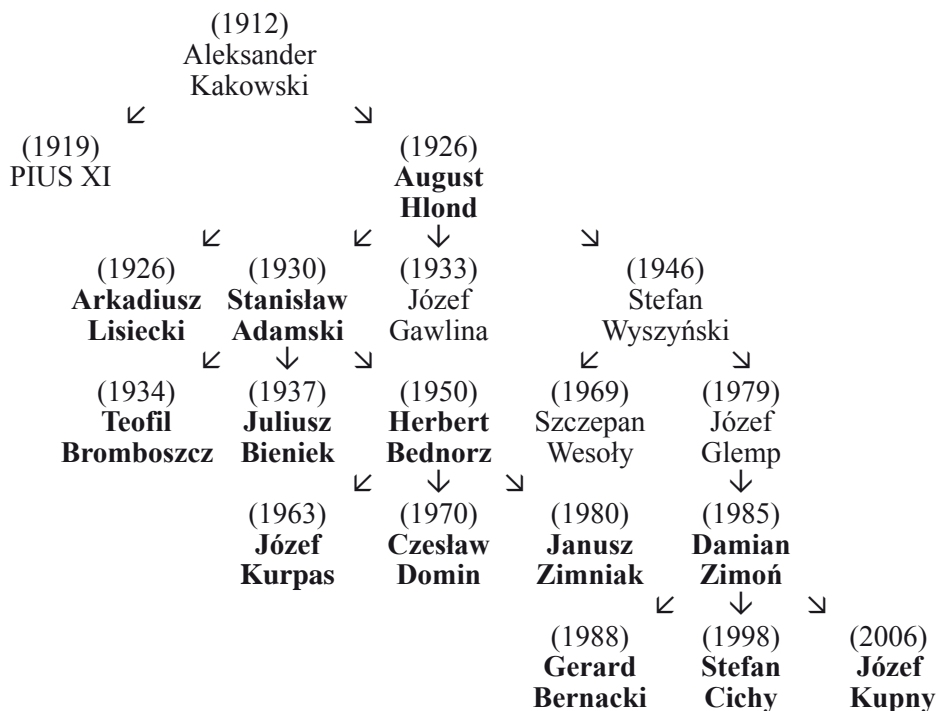 (1912)
Aleksander
Kakowski
(1919)
PIUS XI
(1926)
August
Hlond
(1926)
Arkadiusz
Lisiecki
(1930)
Stanisław
Adamski
(1933)
Józef
Gawlina
(1946)
Stefan
Wyszyński
(1934)
Teofil
Bromboszcz
(1937)
Juliusz
Bieniek
(1950)
Herbert
Bednorz
(1969)
Szczepan
Wesoły
(1979)
Józef
Glemp
(1963)
Józef
Kurpas
(1970)
Czesław
Domin
(1980)
Janusz
Zimniak
(1985)
Damian
Zimoń
(1988)
Gerard
Bernacki
(1998)
Stefan
Cichy
(2006)
Józef
Kupny